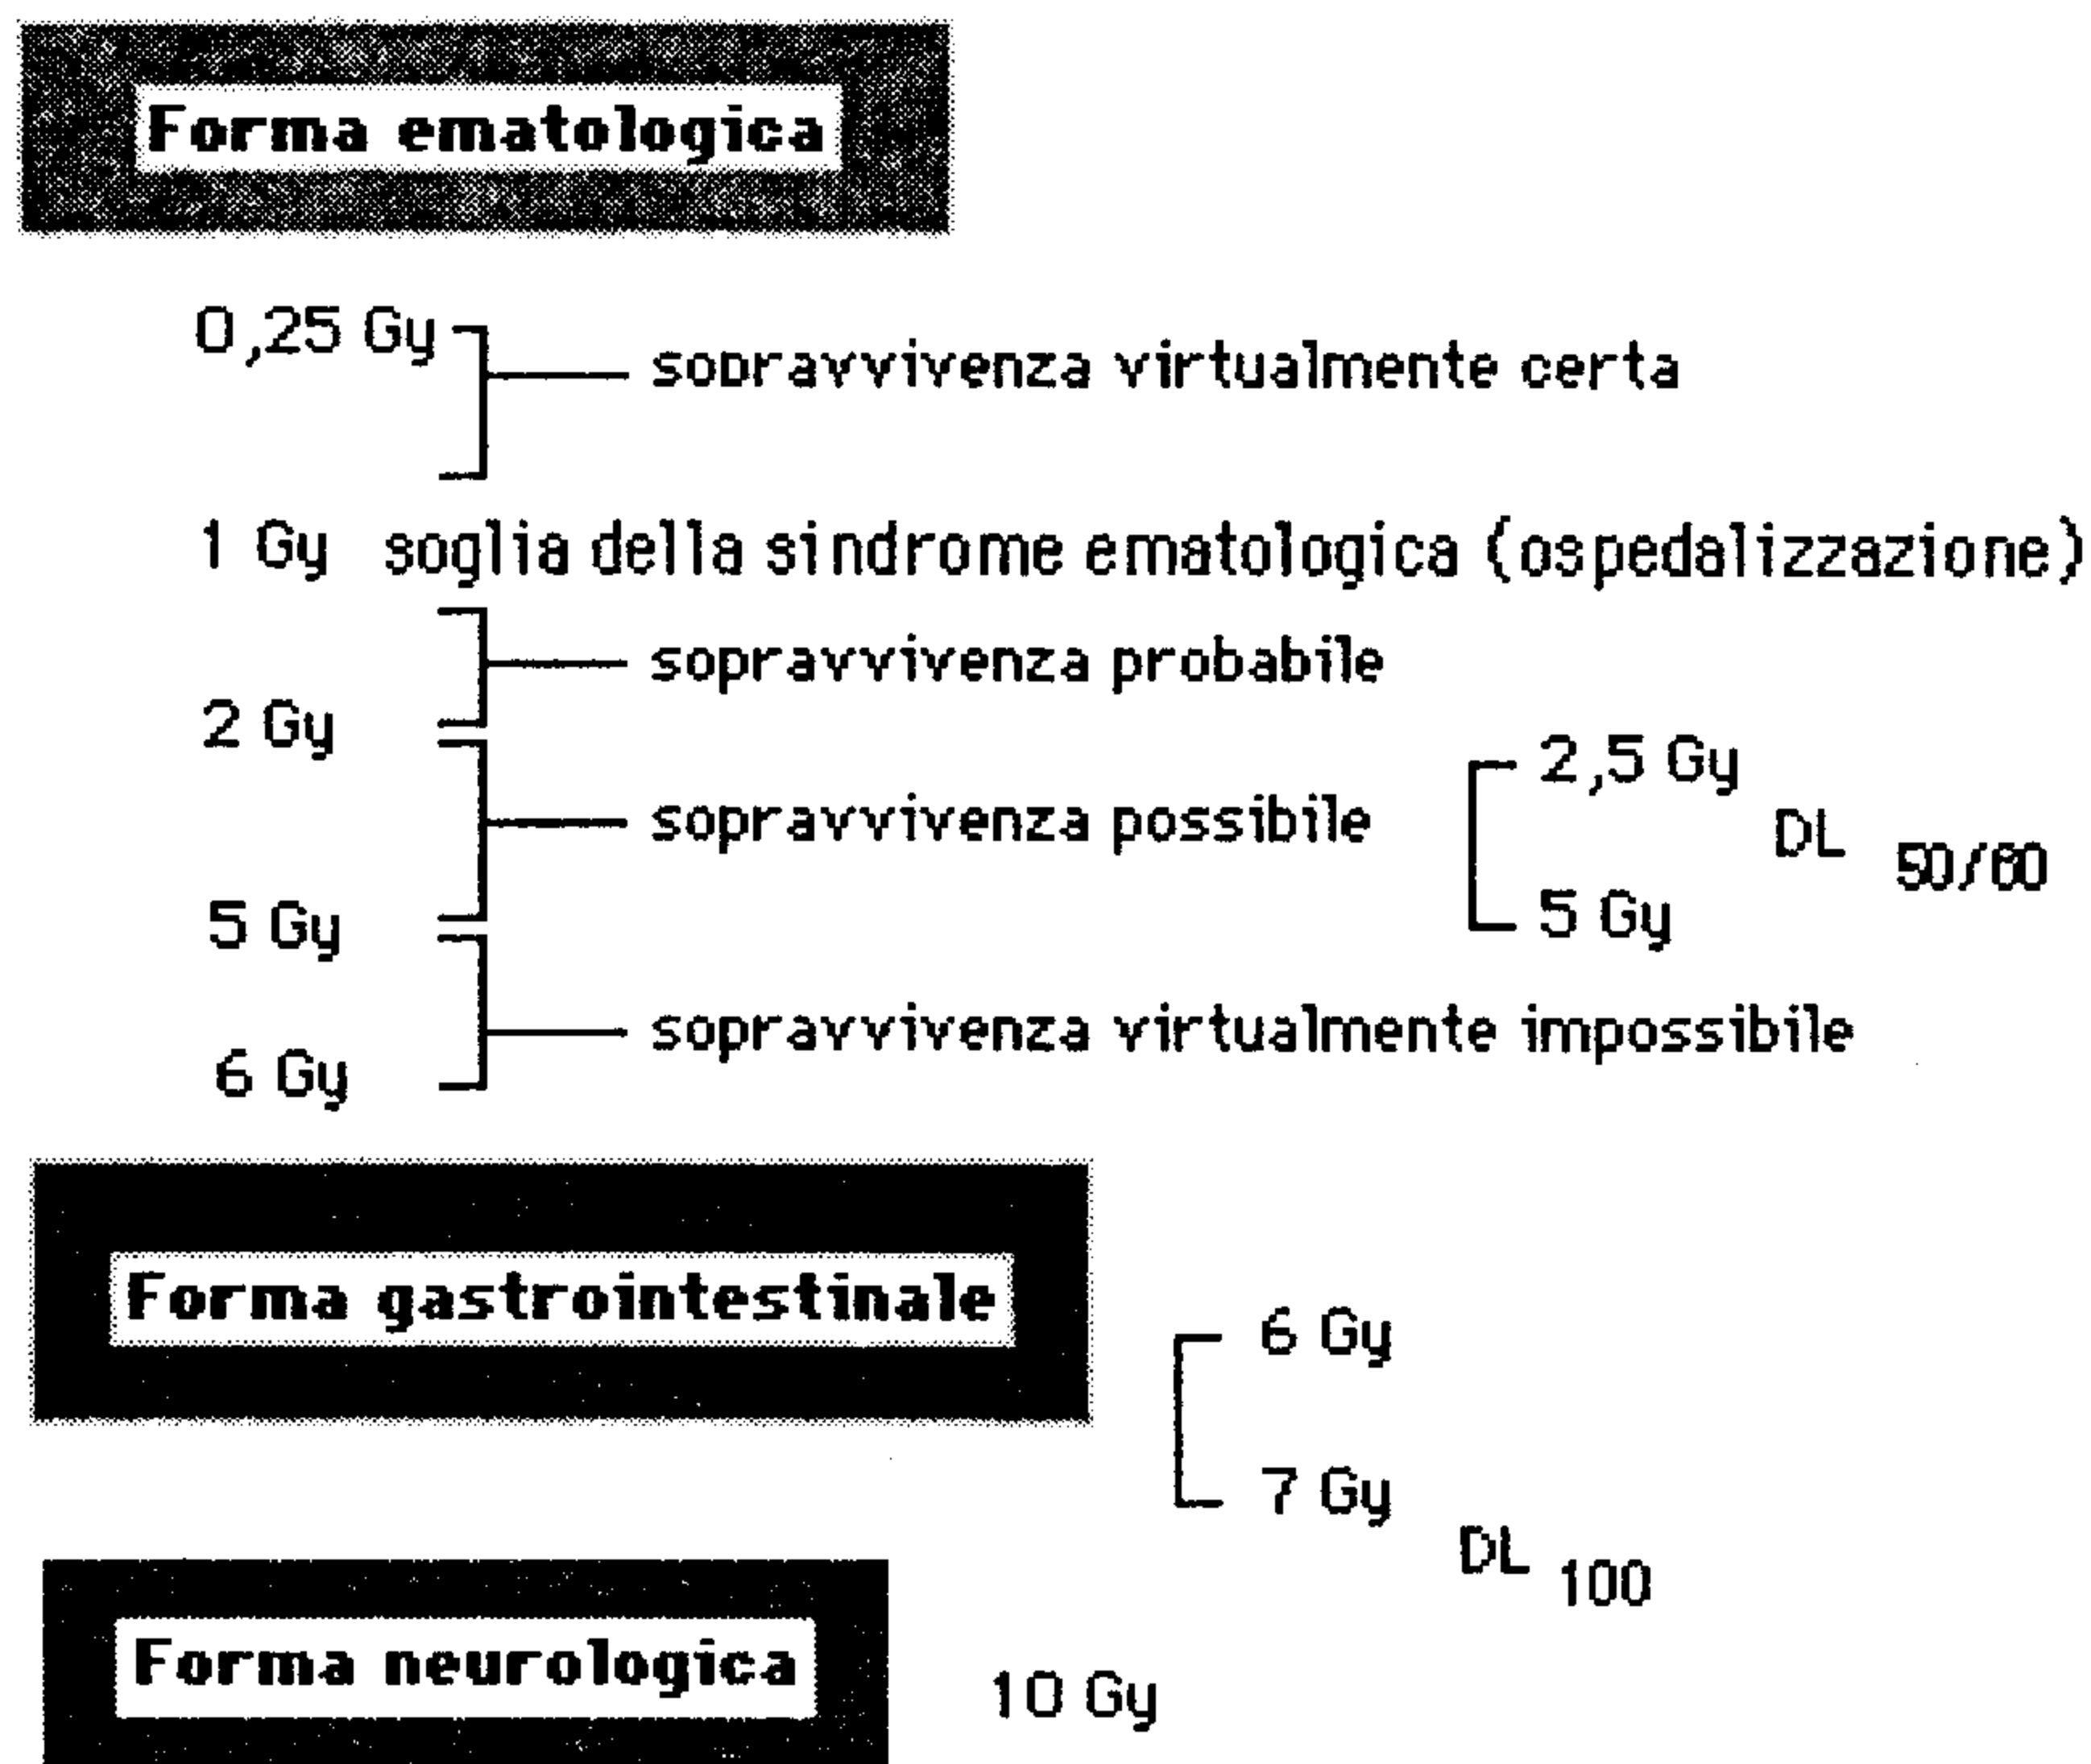 Forma ematologica
0,25 Gy
sopravvivenza virtualmente certa
1 Gy soglia della sindrome ematologica (ospedalizzazione)
sopravvivenza probabile
2 Gy
2,5 Gy
sopravvivenza possibile
DL 50/60
5 Gy
5 Gy
sopravvivenza virtualmente impossibile
6 Gy
Forma gastrointestinale
6 Gy
7 Gy
DL 100
Forma neurologica
10 Gy